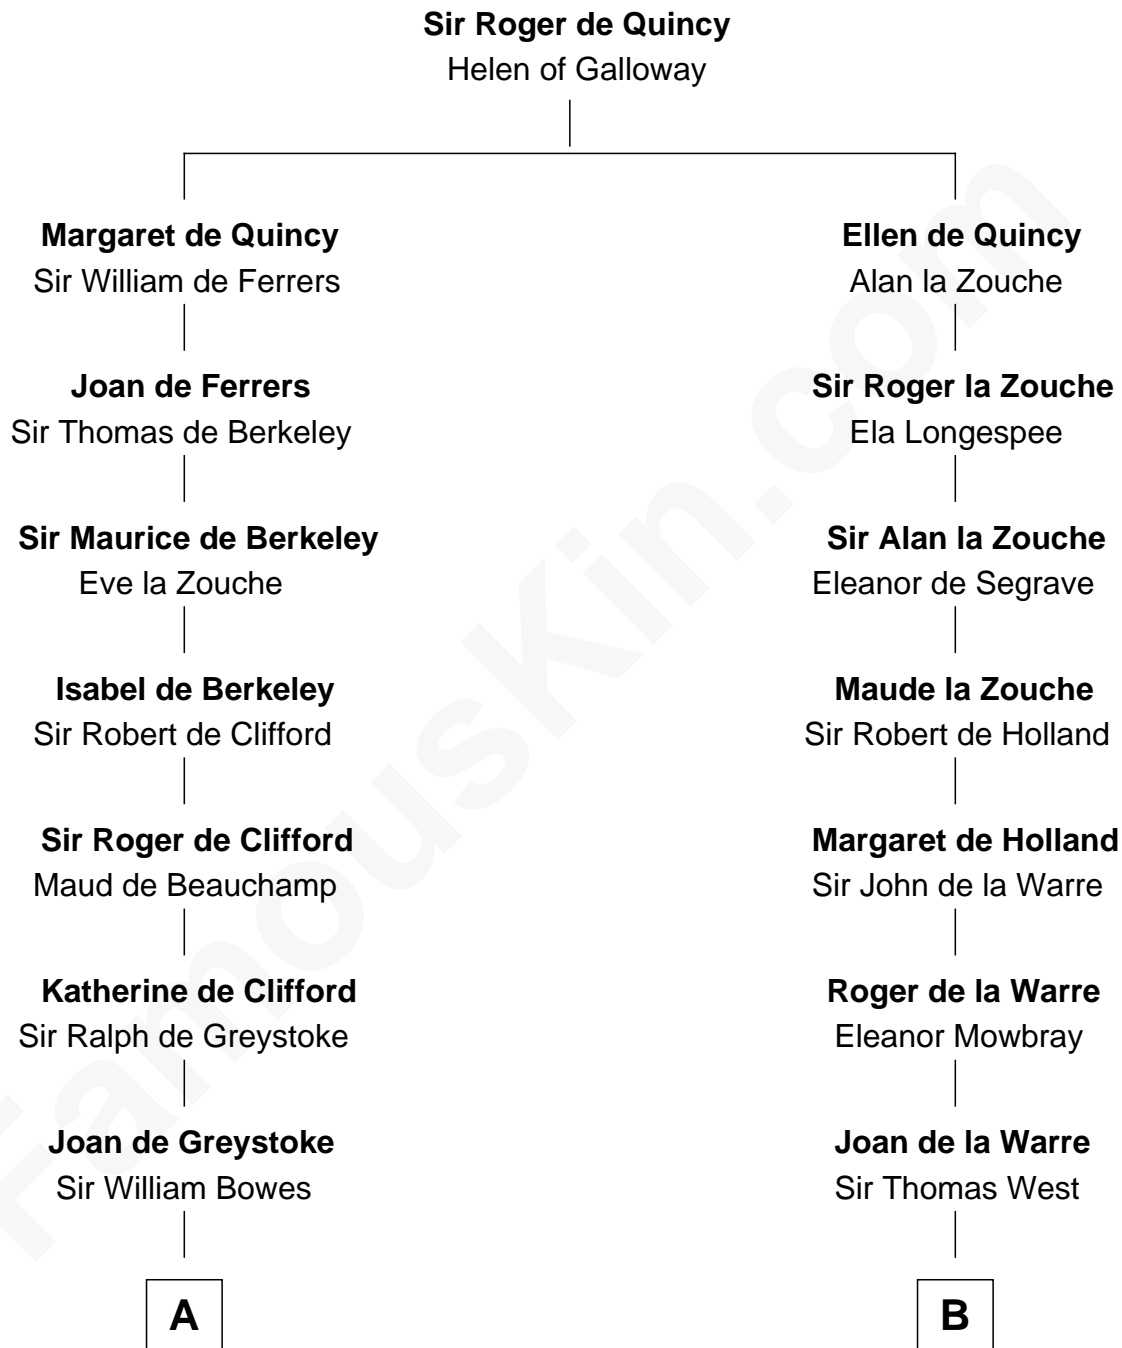 Sir Roger de Quincy
Helen of Galloway
Margaret de Quincy
Sir William de Ferrers
Ellen de Quincy
Alan la Zouche
Joan de Ferrers
Sir Thomas de Berkeley
Sir Roger la Zouche
Ela Longespee
Sir Maurice de Berkeley
Eve la Zouche
Sir Alan la Zouche
Eleanor de Segrave
Isabel de Berkeley
Sir Robert de Clifford
Maude la Zouche
Sir Robert de Holland
Sir Roger de Clifford
Maud de Beauchamp
Margaret de Holland
Sir John de la Warre
Katherine de Clifford
Sir Ralph de Greystoke
Roger de la Warre
Eleanor Mowbray
Joan de Greystoke
Sir William Bowes
Joan de la Warre
Sir Thomas West
A
B
FamousKin.com